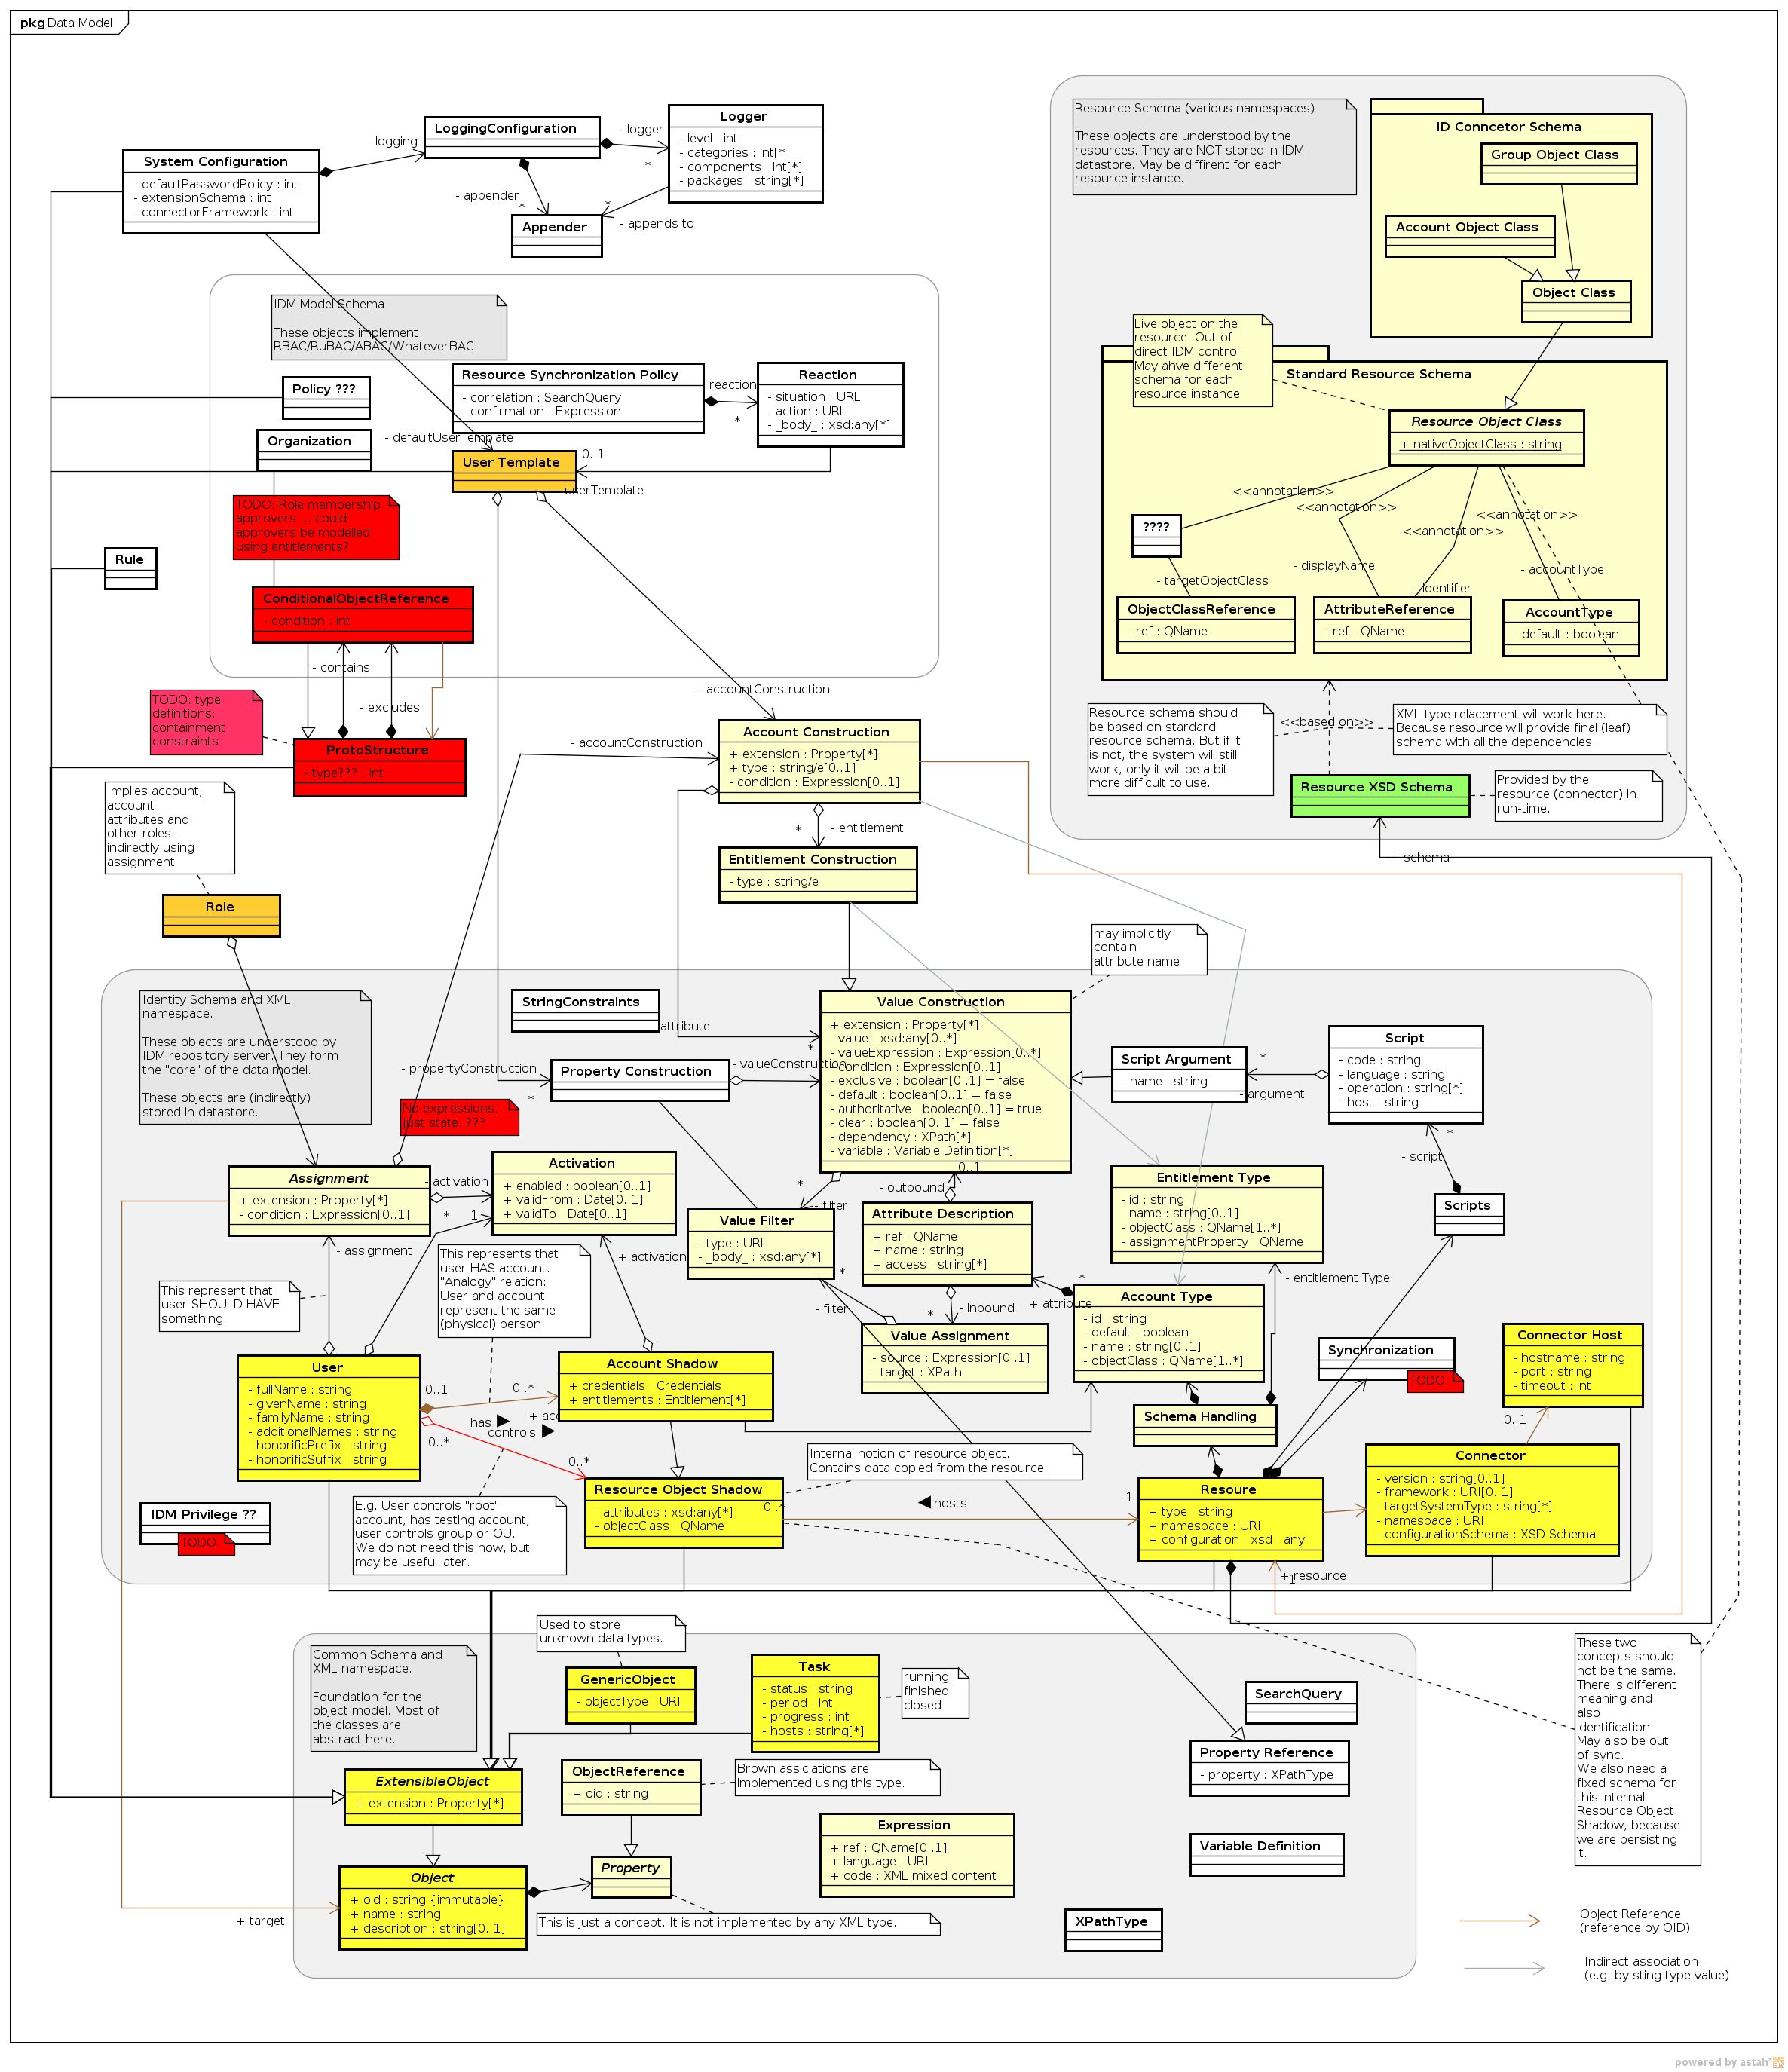 pkg Data Model
System Configuration
- defaultPasswordPolicy : int
- extensionSchema : int
- connectorFramework : int
- logging
LoggingConfiguration
- logger
*
Logger
- level : int
- categories : int[*]
- components : int[*]
- packages : string[*]
- appender
*
*
- appends to
Appender
IDM Model Schema
These objects implement
RBAC/RuBAC/ABAC/WhateverBAC.
Policy ???
Organization
- defaultUserTemplate
Resource Synchronization Policy
- correlation : SearchQuery
- confirmation : Expression
reaction
*
Reaction
- situation : URL
- action : URL
- _body_ : xsd:any[*]
User Template
0..1
userTemplate
TODO: Role membership
approvers ... could
approvers be modelled
using entitlements?
Rule
ConditionalObjectReference
- condition : int
- contains
- excludes
TODO: type
definitions:
containment
constraints
ProtoStructure
- type??? : int
Implies account,
account
attributes and
other roles -
indirectly using
assignment
Role
Resource Schema (various namespaces)
These objects are understood by the
resources. They are NOT stored in IDM
datastore. May be diffirent for each
resource instance.
ID Conncetor Schema
Group Object Class
Account Object Class
Object Class
Live object on the
resource. Out of
direct IDM control.
May ahve different
schema for each
resource instance
Standard Resource Schema
Resource Object Class
+ nativeObjectClass : string
<<annotation>>
<<annotation>>
<<annotation>>
<<annotation>>
????
- targetObjectClass
- displayName
- identifier
- accountType
ObjectClassReference
- ref : QName
AttributeReference
- ref : QName
AccountType
- default : boolean
Resource schema should
be based on stardard
resource schema. But if it
is not, the system will still
work, only it will be a bit
more difficult to use.
<<based on>>
XML type relacement will work here.
Because resource will provide final (leaf)
schema with all the dependencies.
Resource XSD Schema
Provided by the
resource (connector) in
run-time.
+ schema
- accountConstruction
- accountConstruction
Account Construction
+ extension : Property[*]
+ type : string/e[0..1]
- condition : Expression[0..1]
*
- entitlement
Entitlement Construction
- type : string/e
may implicitly
contain
attribute name
Identity Schema and XML
namespace.
These objects are understood by
IDM repository server. They form
the "core" of the data model.
These objects are (indirectly)
stored in datastore.
StringConstraints
attribute
*
- propertyConstruction
*
Property Construction
- valueConstruction
Value Construction
+ extension : Property[*]
- value : xsd:any[0..*]
- valueExpression : Expression[0..*]
- condition : Expression[0..1]
- exclusive : boolean[0..1] = false
- default : boolean[0..1] = false
- authoritative : boolean[0..1] = true
- clear : boolean[0..1] = false
- dependency : XPath[*]
- variable : Variable Definition[*]
Script Argument
- name : string
*
- argument
Script
- code : string
- language : string
- operation : string[*]
- host : string
*
- script
Scripts
No expressions.
Just state. ???
Assignment
+ extension : Property[*]
- condition : Expression[0..1]
- activation
*
1
Activation
+ enabled : boolean[0..1]
+ validFrom : Date[0..1]
+ validTo : Date[0..1]
- assignment
This represent that
user SHOULD HAVE
something.
This represents that
user HAS account.
"Analogy" relation:
User and account
represent the same
(physical) person
+ activation
*
- filter
Value Filter
- type : URL
- _body_ : xsd:any[*]
*
- filter
0..1
- outbound
Attribute Description
+ ref : QName
+ name : string
+ access : string[*]
*
- inbound
*
+ attribute
Value Assignment
- source : Expression[0..1]
- target : XPath
Entitlement Type
- id : string
- name : string[0..1]
- objectClass : QName[1..*]
- assignmentProperty : QName
- entitlement Type
Account Type
- id : string
- default : boolean
- name : string[0..1]
- objectClass : QName[1..*]
Schema Handling
Synchronization
TODO
Connector Host
- hostname : string
- port : string
- timeout : int
0..1
User
- fullName : string
- givenName : string
- familyName : string
- additionalNames : string
- honorificPrefix : string
- honorificSuffix : string
0..1
0..*
+ acc
has
controls
0..*
0..*
Account Shadow
+ credentials : Credentials
+ entitlements : Entitlement[*]
Internal notion of resource object.
Contains data copied from the resource.
Resource Object Shadow
- attributes : xsd:any[*]
- objectClass : QName
0..*
hosts
1
Resoure
+ type : string
+ namespace : URI
+ configuration : xsd : any
+ resource
1
Connector
- version : string[0..1]
- framework : URI[0..1]
- targetSystemType : string[*]
- namespace : URI
- configurationSchema : XSD Schema
IDM Privilege ??
TODO
E.g. User controls "root"
account, has testing account,
user controls group or OU.
We do not need this now, but
may be useful later.
Used to store
unknown data types.
Common Schema and
XML namespace.
Foundation for the
object model. Most of
the classes are
abstract here.
GenericObject
- objectType : URI
Task
- status : string
- period : int
- progress : int
- hosts : string[*]
running
finished
closed
ExtensibleObject
+ extension : Property[*]
ObjectReference
+ oid : string
Brown assiciations are
implemented using this type.
Expression
+ ref : QName[0..1]
+ language : URI
+ code : XML mixed content
Object
+ oid : string {immutable}
+ name : string
+ description : string[0..1]
Property
This is just a concept. It is not implemented by any XML type.
+ target
SearchQuery
Property Reference
- property : XPathType
Variable Definition
XPathType
These two
concepts should
not be the same.
There is different
meaning and
also
identification.
May also be out
of sync.
We also need a
fixed schema for
this internal
Resource Object
Shadow, because
we are persisting
it.
Object Reference
(reference by OID)
Indirect association
(e.g. by sting type value)
powered by astah*